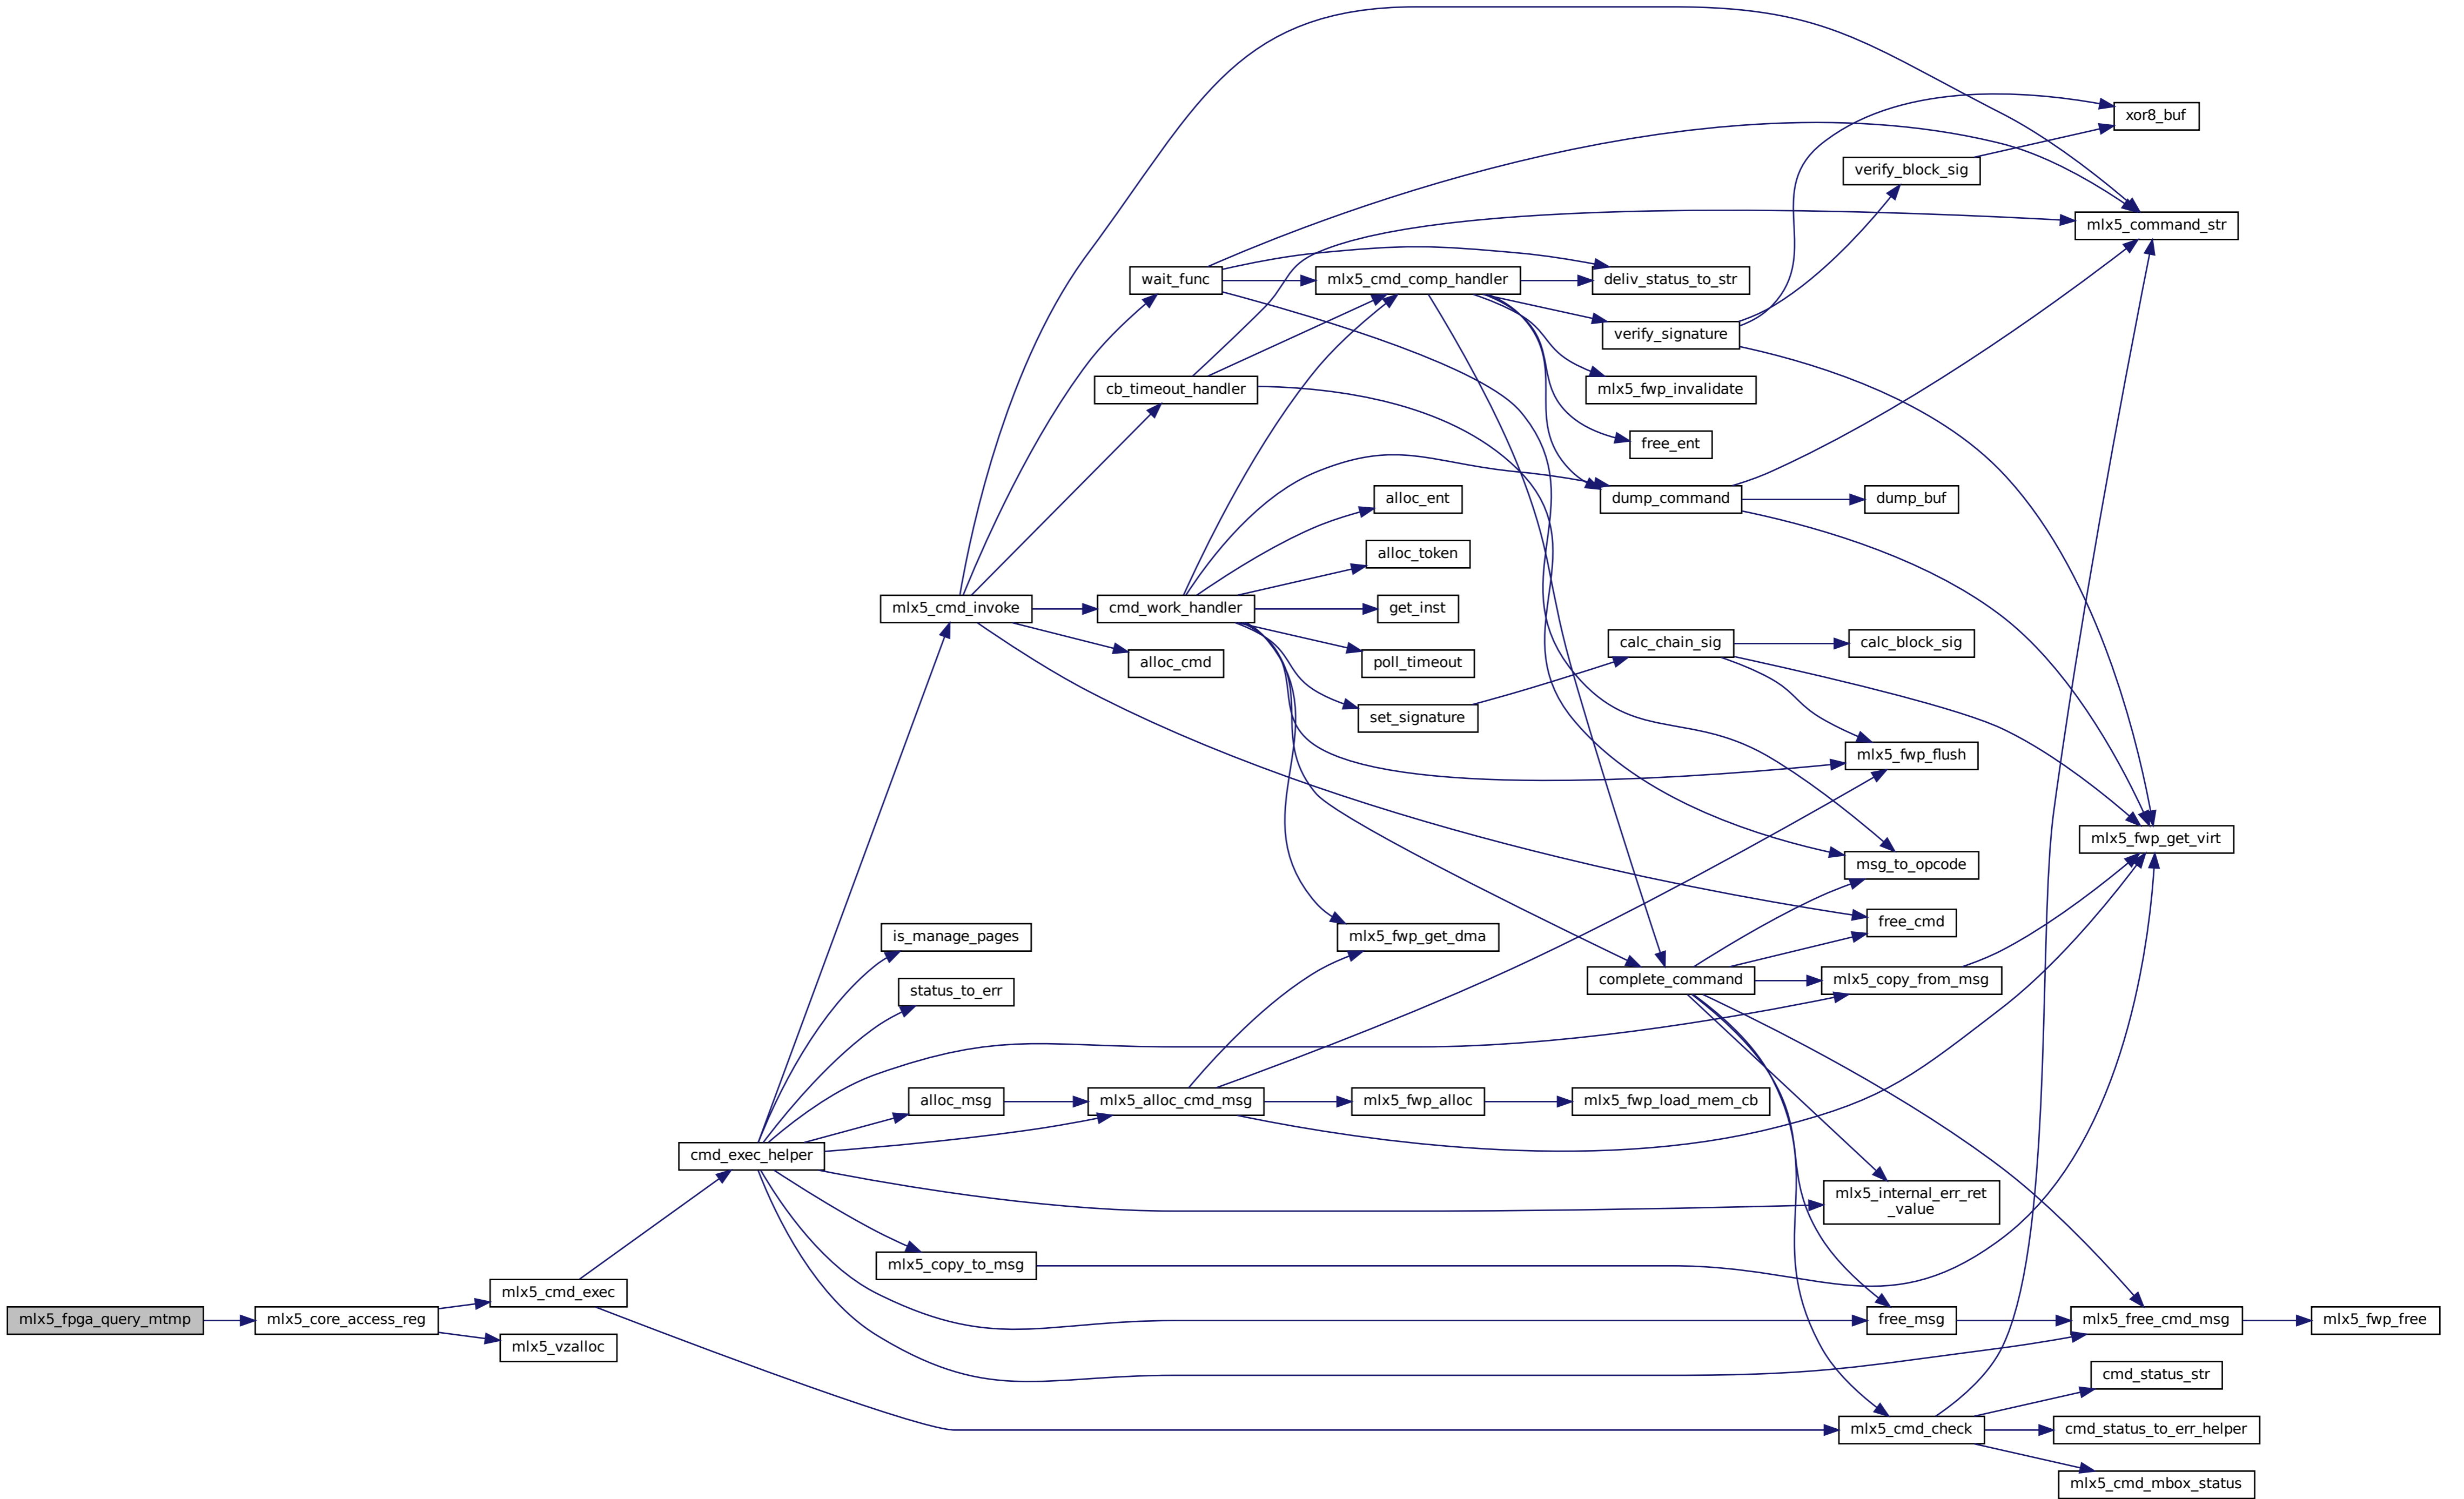 xor8_buf
verify_block_sig
mlx5_command_str
wait_func
mlx5_cmd_comp_handler
deliv_status_to_str
verify_signature
cb_timeout_handler
mlx5_fwp_invalidate
free_ent
alloc_ent
dump_command
dump_buf
alloc_token
mlx5_cmd_invoke
cmd_work_handler
get_inst
alloc_cmd
poll_timeout
calc_chain_sig
calc_block_sig
set_signature
mlx5_fwp_flush
mlx5_fwp_get_virt
msg_to_opcode
free_cmd
is_manage_pages
mlx5_fwp_get_dma
status_to_err
complete_command
mlx5_copy_from_msg
alloc_msg
mlx5_alloc_cmd_msg
mlx5_fwp_alloc
mlx5_fwp_load_mem_cb
cmd_exec_helper
mlx5_internal_err_ret
_value
mlx5_copy_to_msg
mlx5_cmd_exec
mlx5_fpga_query_mtmp
mlx5_core_access_reg
free_msg
mlx5_free_cmd_msg
mlx5_fwp_free
mlx5_vzalloc
cmd_status_str
mlx5_cmd_check
cmd_status_to_err_helper
mlx5_cmd_mbox_status